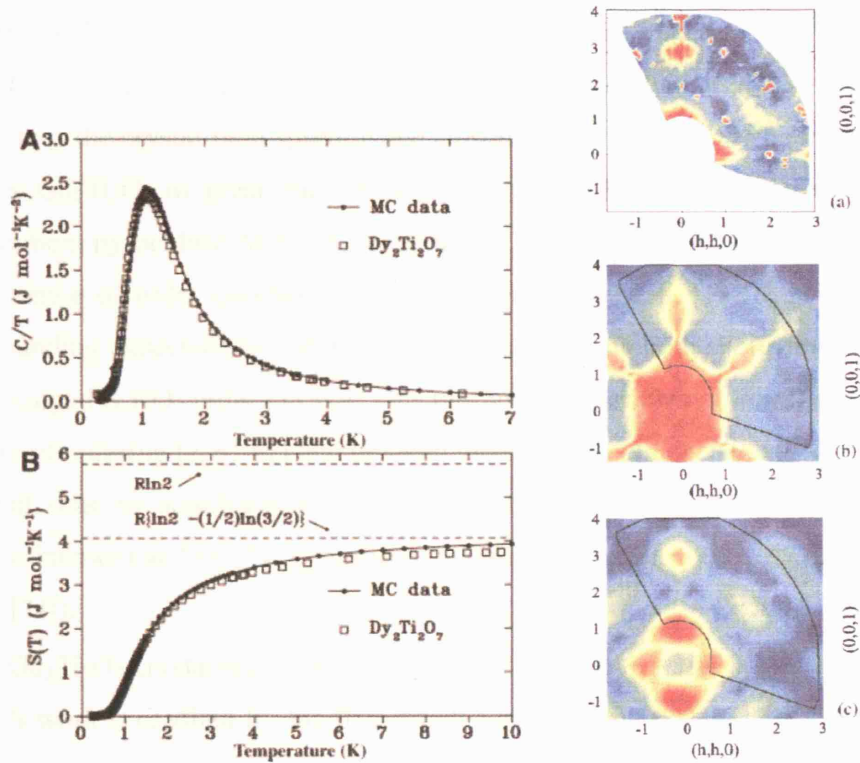 A
3.0
2.5
2.0
1.5
1.0
0.5
0.0
C/T (J mol⁻¹K⁻²)
MC data
Dy₂Ti₂O₇
0 1 2 3 4 5 6 7
Temperature (K)
B
6
5
4
3
2
1
0
S(T) (J mol⁻¹K⁻¹)
Rln2
R{ln2 -(1/2)ln(3/2)}
MC data
Dy₂Ti₂O₇
0 1 2 3 4 5 6 7 8 9 10
Temperature (K)
4
3
2
1
0
-1
-1 0 1 2 3
(h,h,0)
(0,0,1)
(a)
4
3
2
1
0
-1
-1 0 1 2 3
(h,h,0)
(0,0,1)
(b)
4
3
2
1
0
-1
-1 0 1 2 3
(h,h,0)
(0,0,1)
(c)